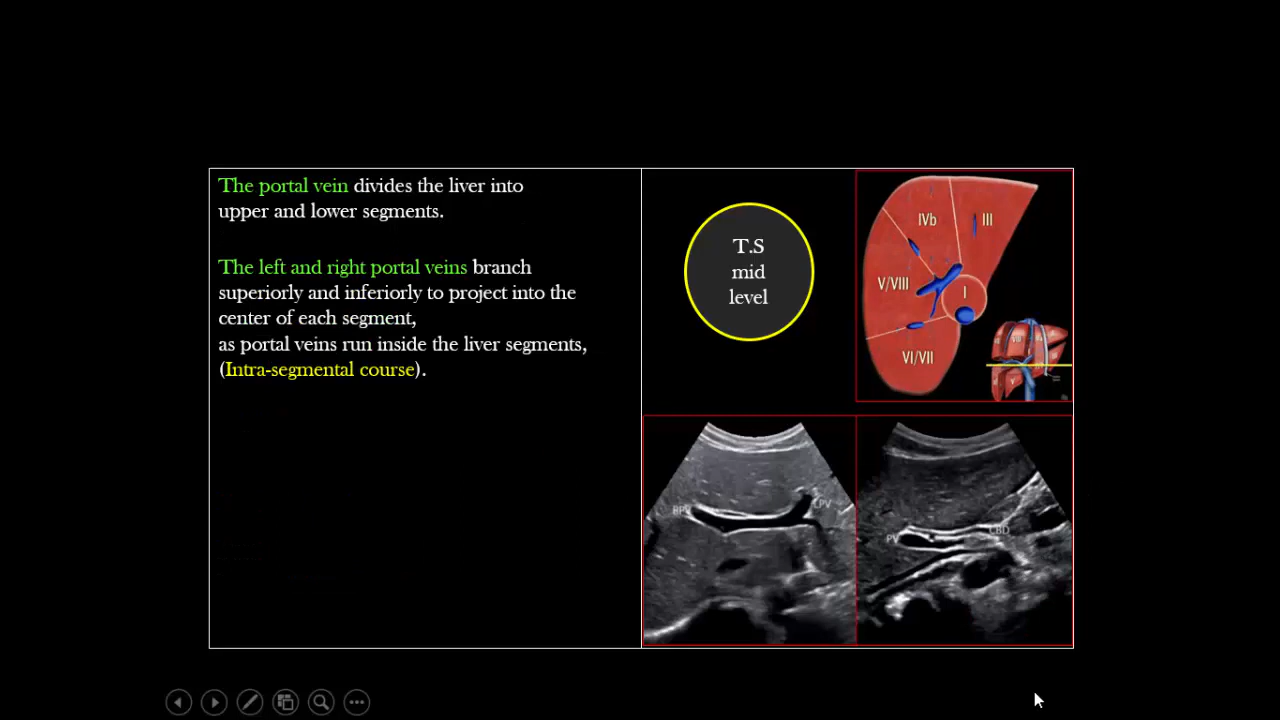 The portal vein divides the liver into
upper and lower segments.
The left and right portal veins branch
superiorly and inferiorly to project into the
center of each segment,
as portal veins run inside the liver segments,
(Intra-segmental course).
T.S
mid
level
IVb
III
V/VIII
I
VI/VII
RPV
LPV
PV
CBD